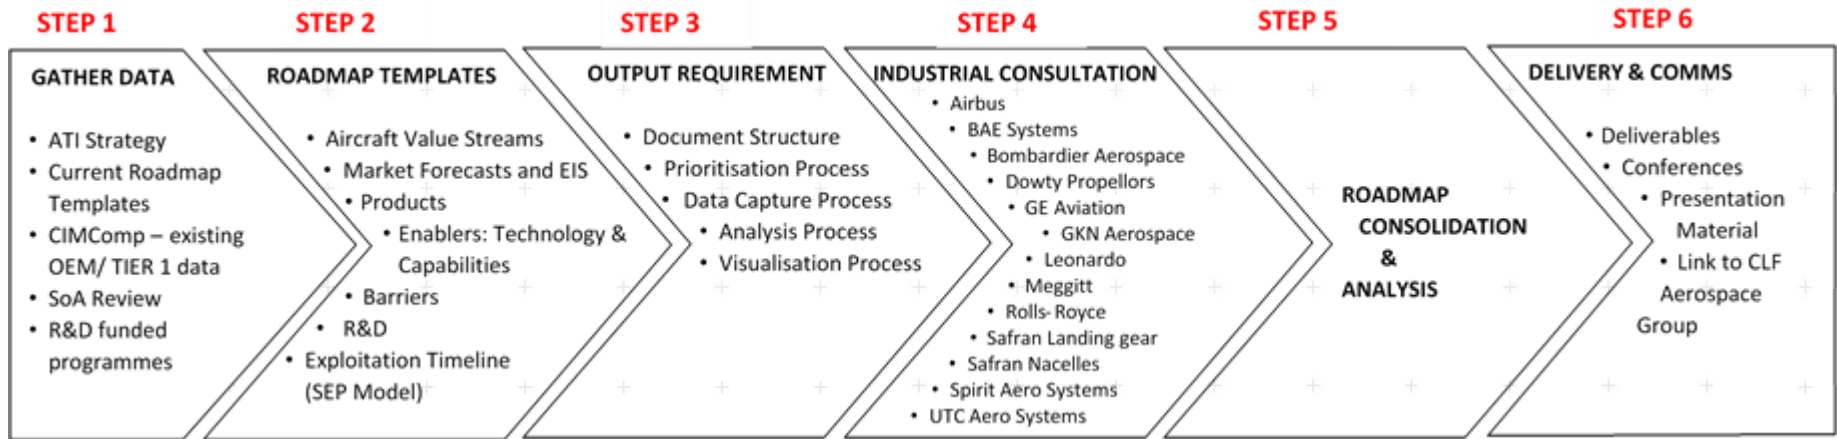 STEP 1
GATHER DATA
• ATI Strategy
• Current Roadmap
Templates
• CIMComp – existing
OEM/ TIER 1 data
• SoA Review
• R&D funded
programmes
STEP 2
ROADMAP TEMPLATES
• Aircraft Value Streams
• Market Forecasts and EIS
• Products
• Enablers: Technology &
Capabilities
• Barriers
• R&D
• Exploitation Timeline
(SEP Model)
STEP 3
OUTPUT REQUIREMENT
• Document Structure
• Prioritisation Process
• Data Capture Process
• Analysis Process
• Visualisation Process
STEP 4
INDUSTRIAL CONSULTATION
• Airbus
• BAE Systems
• Bombardier Aerospace
• Dowty Propellors
• GE Aviation
• GKN Aerospace
• Leonardo
• Meggitt
• Rolls-Royce
• Safran Landing gear
• Safran Nacelles
• Spirit Aero Systems
• UTC Aero Systems
STEP 5
ROADMAP
CONSOLIDATION
&
ANALYSIS
STEP 6
DELIVERY & COMMS
• Deliverables
• Conferences
• Presentation
Material
• Link to CLF
Aerospace
Group